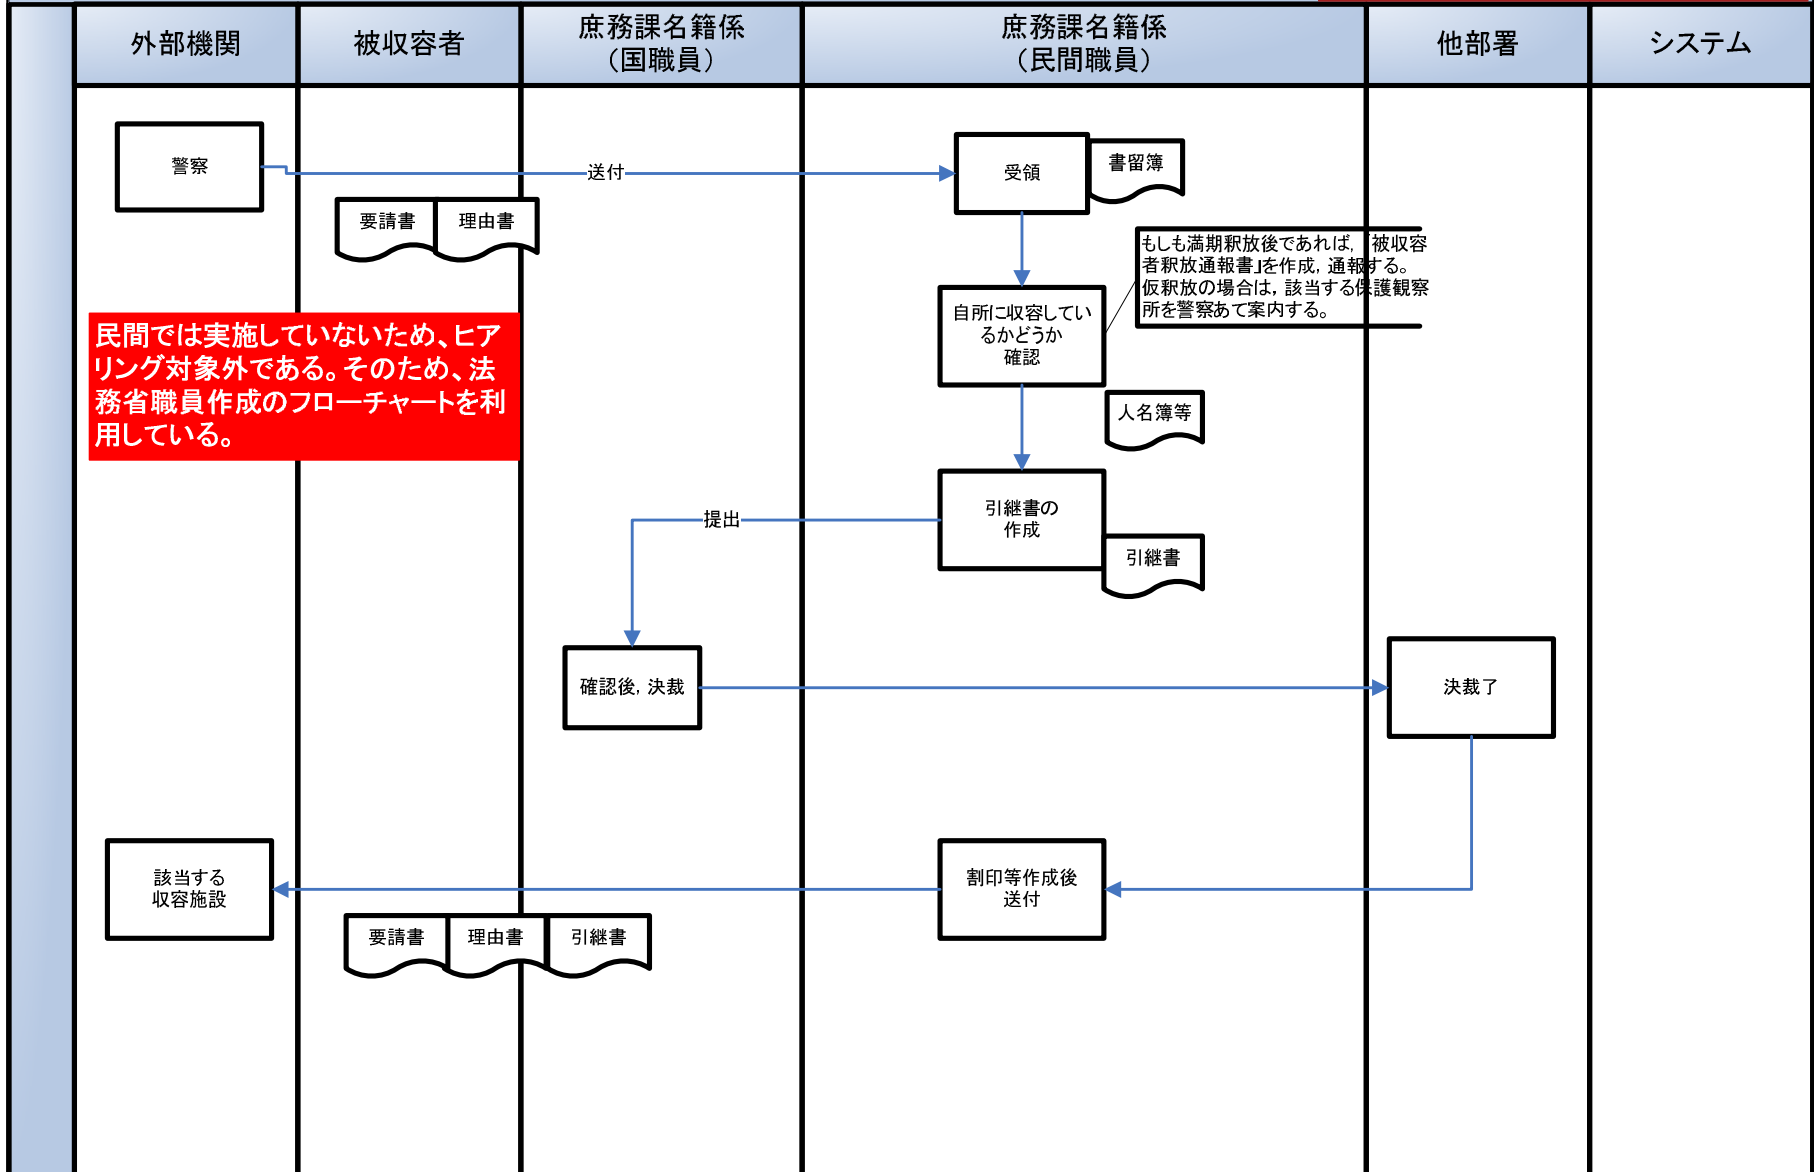 外部機関
被収容者
庶務課名籍係
（国職員）
庶務課名籍係
（民間職員）
他部署
システム
警察
送付
受領
書留簿
要請書
理由書
もしも満期釈放後であれば，「被収容
者釈放通報書」を作成，通報する。
仮釈放の場合は，該当する保護観察
所を警察あて案内する。
自所に収容してい
るかどうか
確認
民間では実施していないため、ヒア
リング対象外である。そのため、法
務省職員作成のフローチャートを利
用している。
人名簿等
引継書の
作成
提出
引継書
確認後，決裁
決裁了
該当する
収容施設
割印等作成後
送付
要請書
理由書
引継書